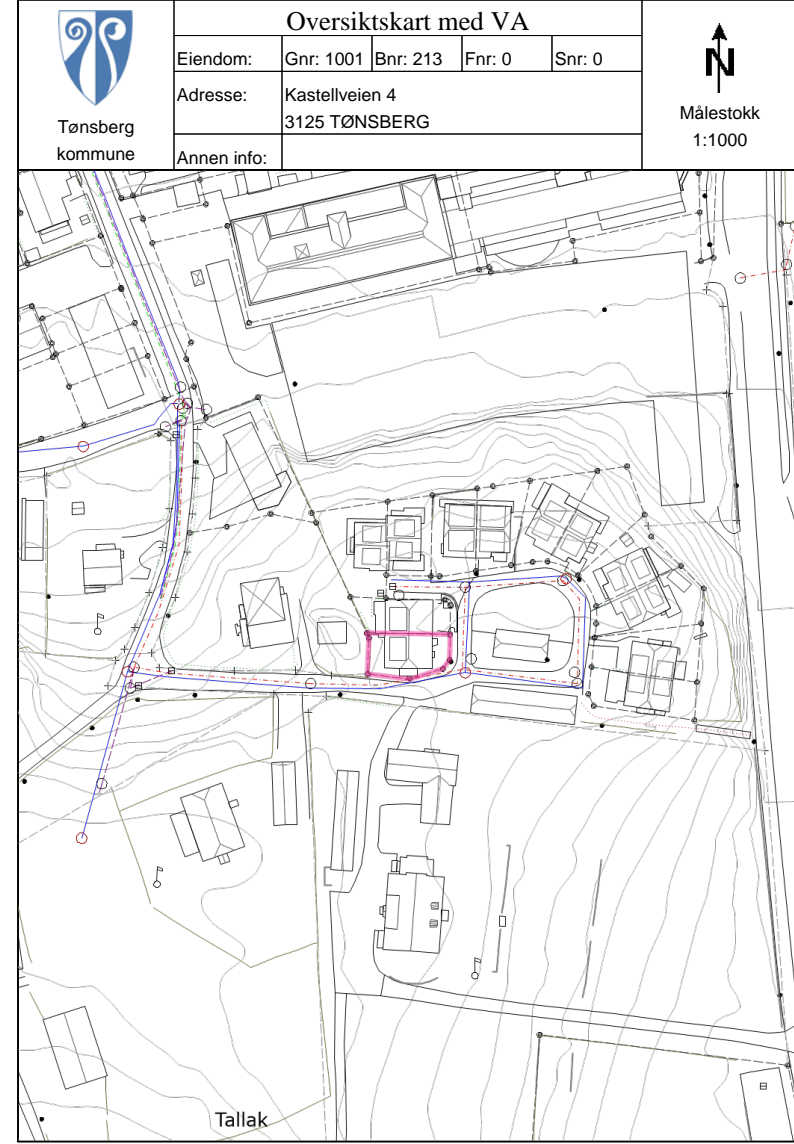 Oversiktskart med VA
Eiendom: Gnr: 1001 Bnr: 213 Fnr: 0 Snr: 0
Adresse: Kastellveien 4
3125 TØNSBERG
Annen info:
Tønsberg
kommune
N
Målestokk
1:1000
Tallak